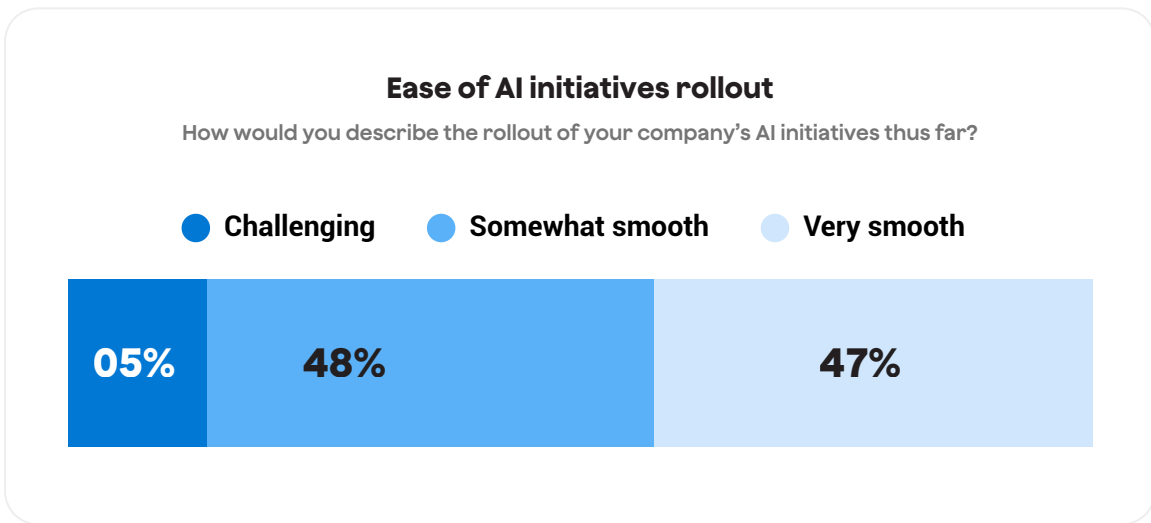 Ease of AI initiatives rollout
How would you describe the rollout of your company’s AI initiatives thus far?
Challenging Somewhat smooth Very smooth
05% 48% 47%